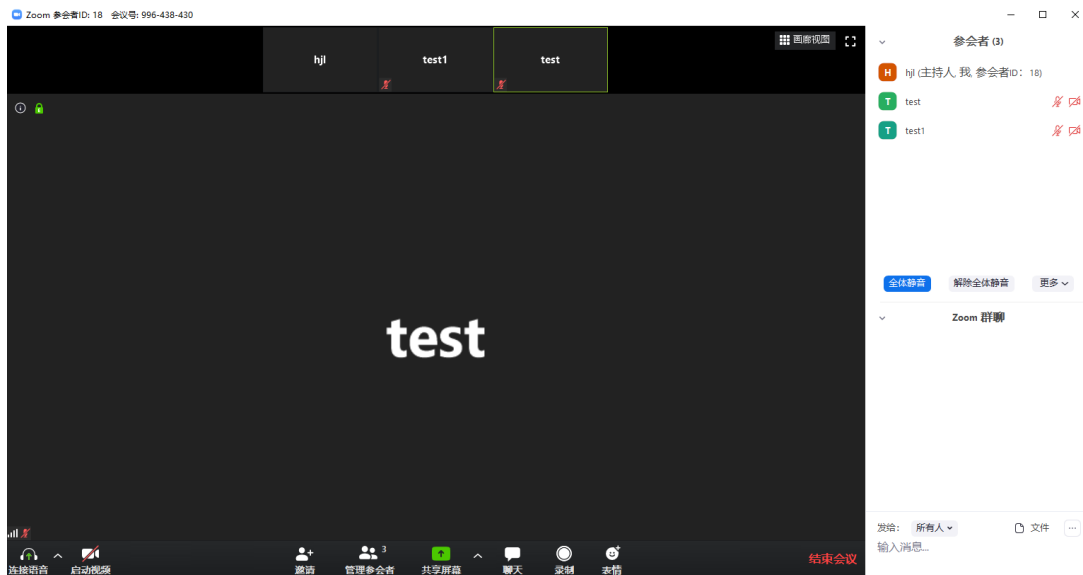 Zoom 参会者ID: 18 会议号: 996-438-430
hjl
test1
test
画廊视图
test
连接语音
启动视频
邀请
管理参会者
3
共享屏幕
聊天
录制
表情
结束会议
参会者 (3)
H hjl (主持人, 我, 参会者ID: 18)
T test
T test1
全体静音 解除全体静音 更多
Zoom 群聊
发给: 所有人 文件 ...
输入消息...